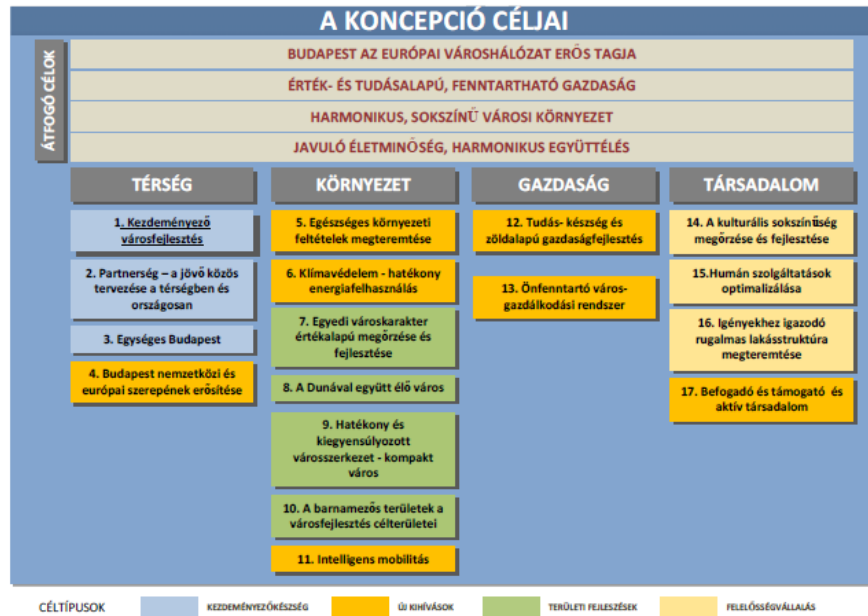 A KONCEPCIÓ CÉLJAI
ÁTFOGÓ CÉLOK
BUDAPEST AZ EURÓPAI VÁROSHÁLÓZAT ERŐS TAGJA
ÉRTÉK- ÉS TUDÁSALAPÚ, FENNTARTHATÓ GAZDASÁG
HARMONIKUS, SOKSZÍNŰ VÁROSI KÖRNYEZET
JAVULÓ ÉLETMINŐSÉG, HARMONIKUS EGYÜTTÉLÉS
TÉRSÉG
1. Kezdeményező
városfejlesztés
2. Partnerség – a jövő közös
tervezése a térségben és
országosan
3. Egységes Budapest
4. Budapest nemzetközi és
európai szerepének erősítése
KÖRNYEZET
5. Egészséges környezeti
feltételek megteremtése
6. Klímavédelem - hatékony
energiafelhasználás
7. Egyedi városkarakter
értékalapú megőrzése és
fejlesztése
8. A Dunával együtt élő város
9. Hatékony és
kiegyensúlyozott
városszerkezet - kompakt
város
10. A barnamezős területek a
városfejlesztés célterületei
11. Intelligens mobilitás
GAZDASÁG
12. Tudás- készség és
zöldalapú gazdaságfejlesztés
13. Önfenntartó város-
gazdálkodási rendszer
TÁRSADALOM
14. A kulturális sokszínűség
megőrzése és fejlesztése
15.Humán szolgáltatások
optimalizálása
16. Igényekhez igazodó
rugalmas lakásstruktúra
megteremtése
17. Befogadó és támogató és
aktív társadalom
CÉLTÍPUSOK
KEZDEMÉNYEZŐKÉSZSÉG
ÚJ KIHÍVÁSOK
TERÜLETI FEJLESZÉSEK
FELELŐSSÉGVÁLLALÁS